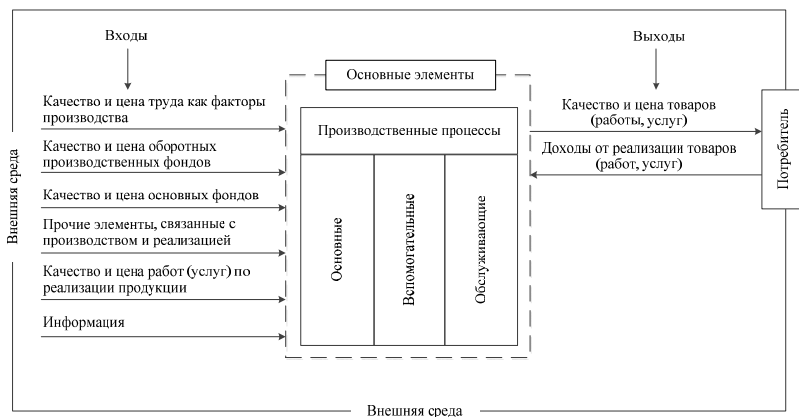 Входы
Выходы
Основные элементы
Качество и цена труда как факторы
производства
Качество и цена оборотных
производственных фондов
Качество и цена основных фондов
Прочие элементы, связанные с
производством и реализацией
Качество и цена работ (услуг) по
реализации продукции
Информация
Производственные процессы
Основные
Вспомогательные
Обслуживающие
Качество и цена товаров
(работы, услуг)
Доходы от реализации товаров
(работ, услуг)
Потребитель
Внешняя среда
Внешняя среда